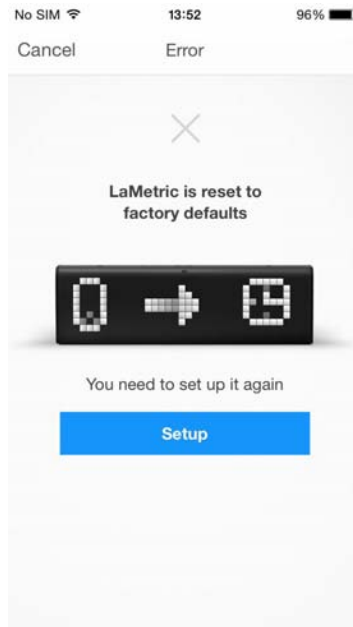 No SIM 13:52 96%
Cancel Error
LaMetric is reset to
factory defaults
You need to set up it again
Setup